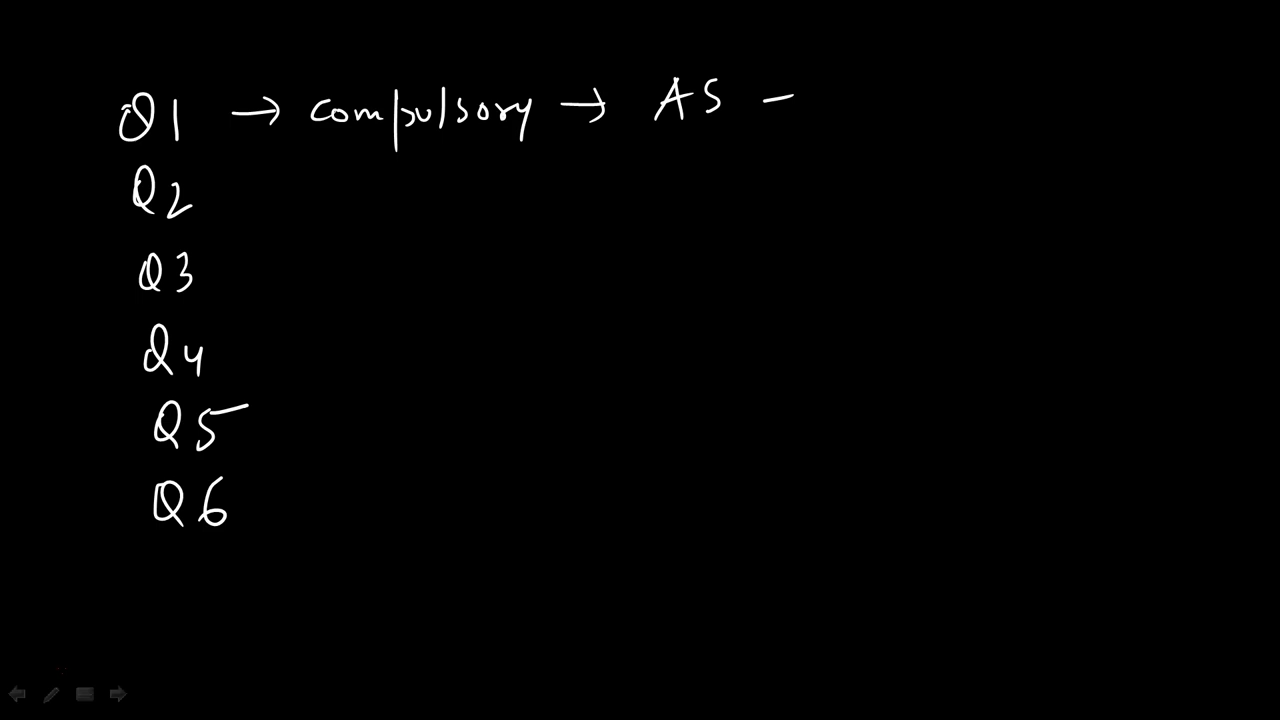 Q1 → compulsory → AS –
Q2
Q3
Q4
Q5
Q6